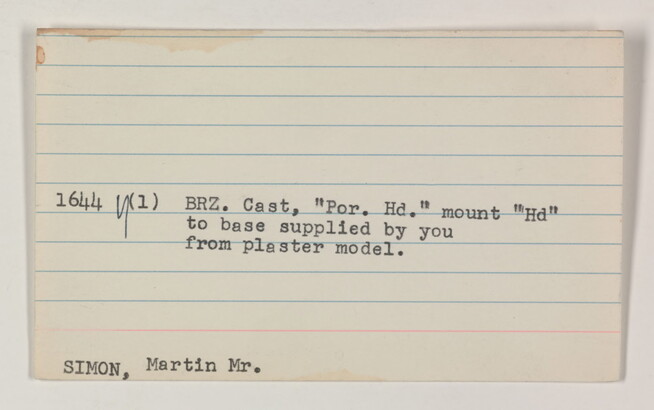 1644 (1) BRZ. Cast, "Por. Hd." mount "Hd"
to base supplied by you
from plaster model.
SIMON, Martin Mr.